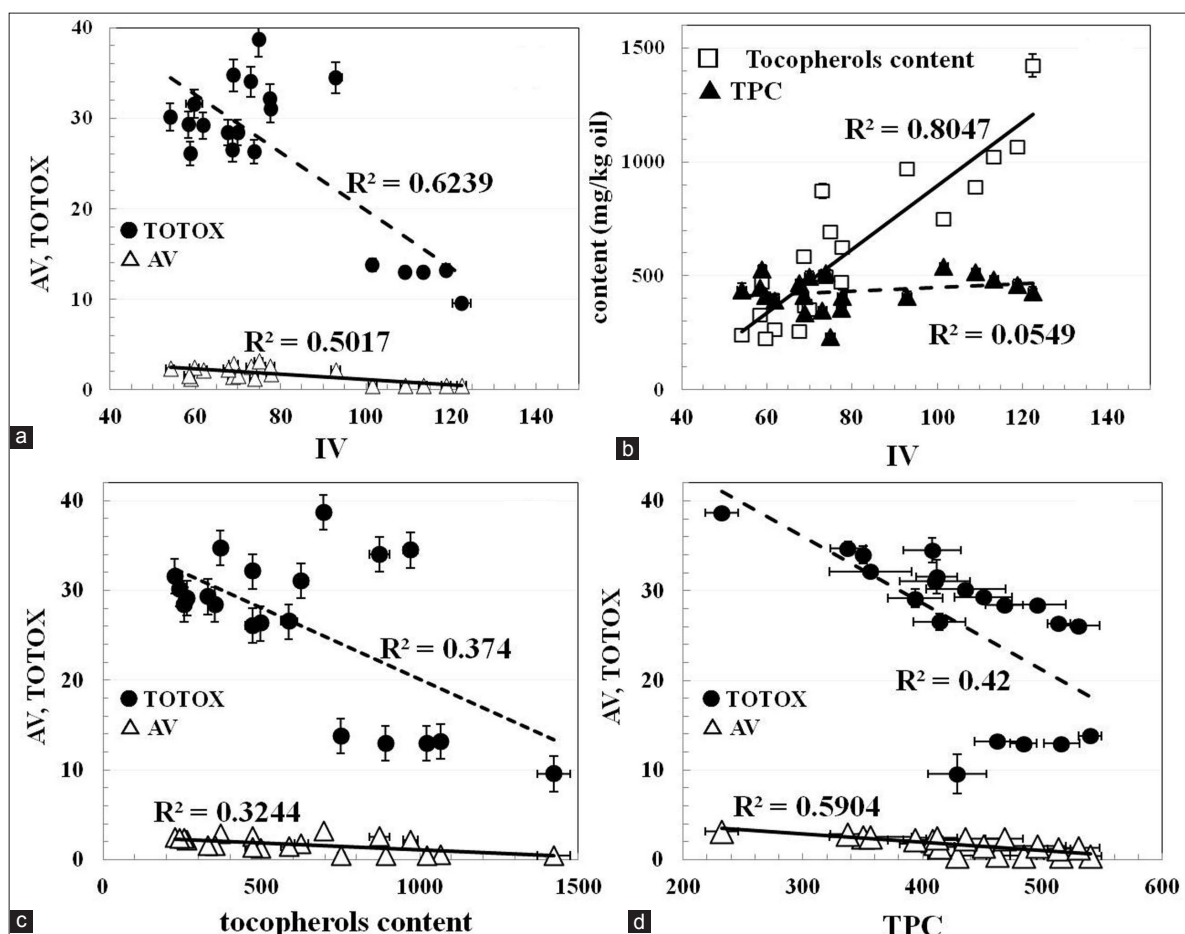 40
30
20
10
0
AV, TOTOX
R² = 0.6239
● TOTOX
△ AV
R² = 0.5017
40 60 80 100 120 140
IV
a
1500
1000
500
0
content (mg/kg oil)
□ Tocopherols content
▲ TPC
R² = 0.8047
R² = 0.0549
40 60 80 100 120 140
IV
b
40
30
20
10
0
AV, TOTOX
R² = 0.374
● TOTOX
△ AV
R² = 0.3244
0 500 1000 1500
tocopherols content
c
40
30
20
10
0
AV, TOTOX
R² = 0.42
● TOTOX
△ AV
R² = 0.5904
200 300 400 500 600
TPC
d